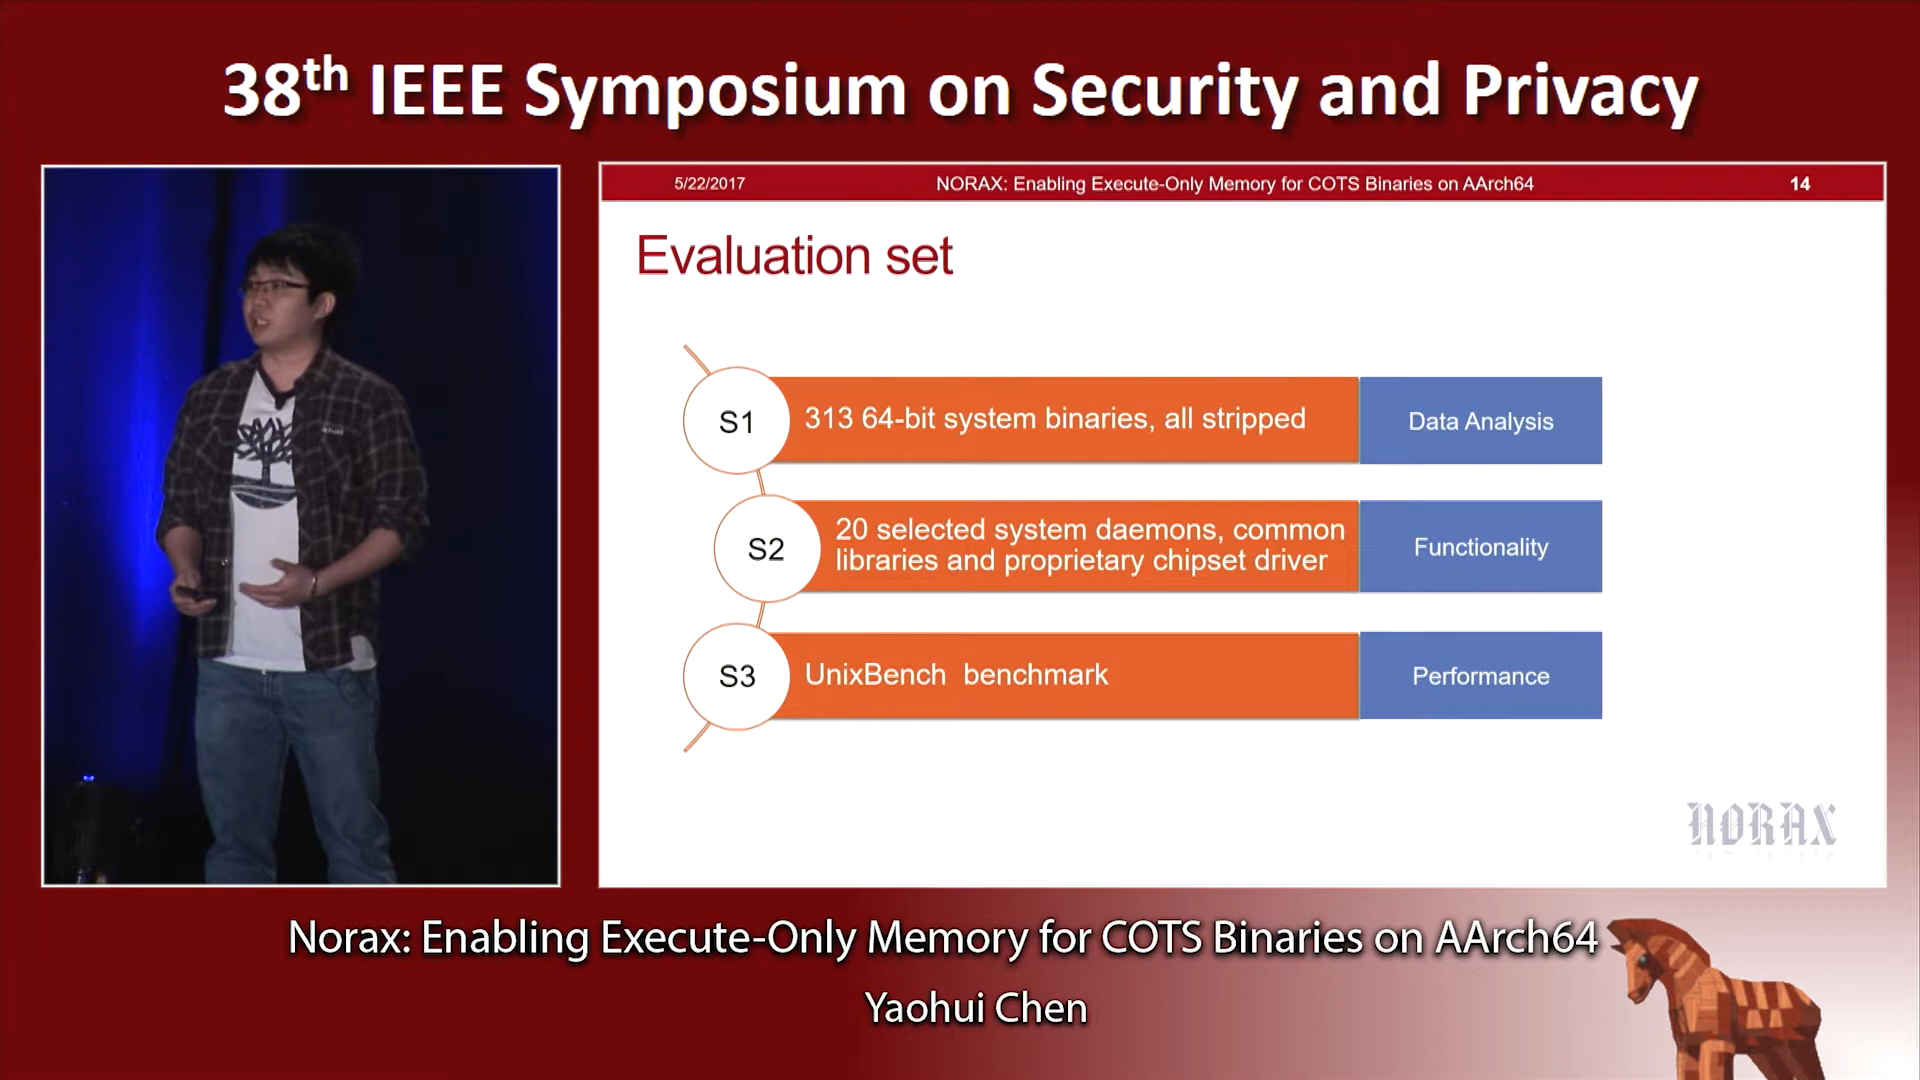 38th IEEE Symposium on Security and Privacy
5/22/2017 NORAX: Enabling Execute-Only Memory for COTS Binaries on AArch64 14
Evaluation set
S1 313 64-bit system binaries, all stripped Data Analysis
S2 20 selected system daemons, common
libraries and proprietary chipset driver Functionality
S3 UnixBench benchmark Performance
NORAX
Norax: Enabling Execute-Only Memory for COTS Binaries on AArch64
Yaohui Chen